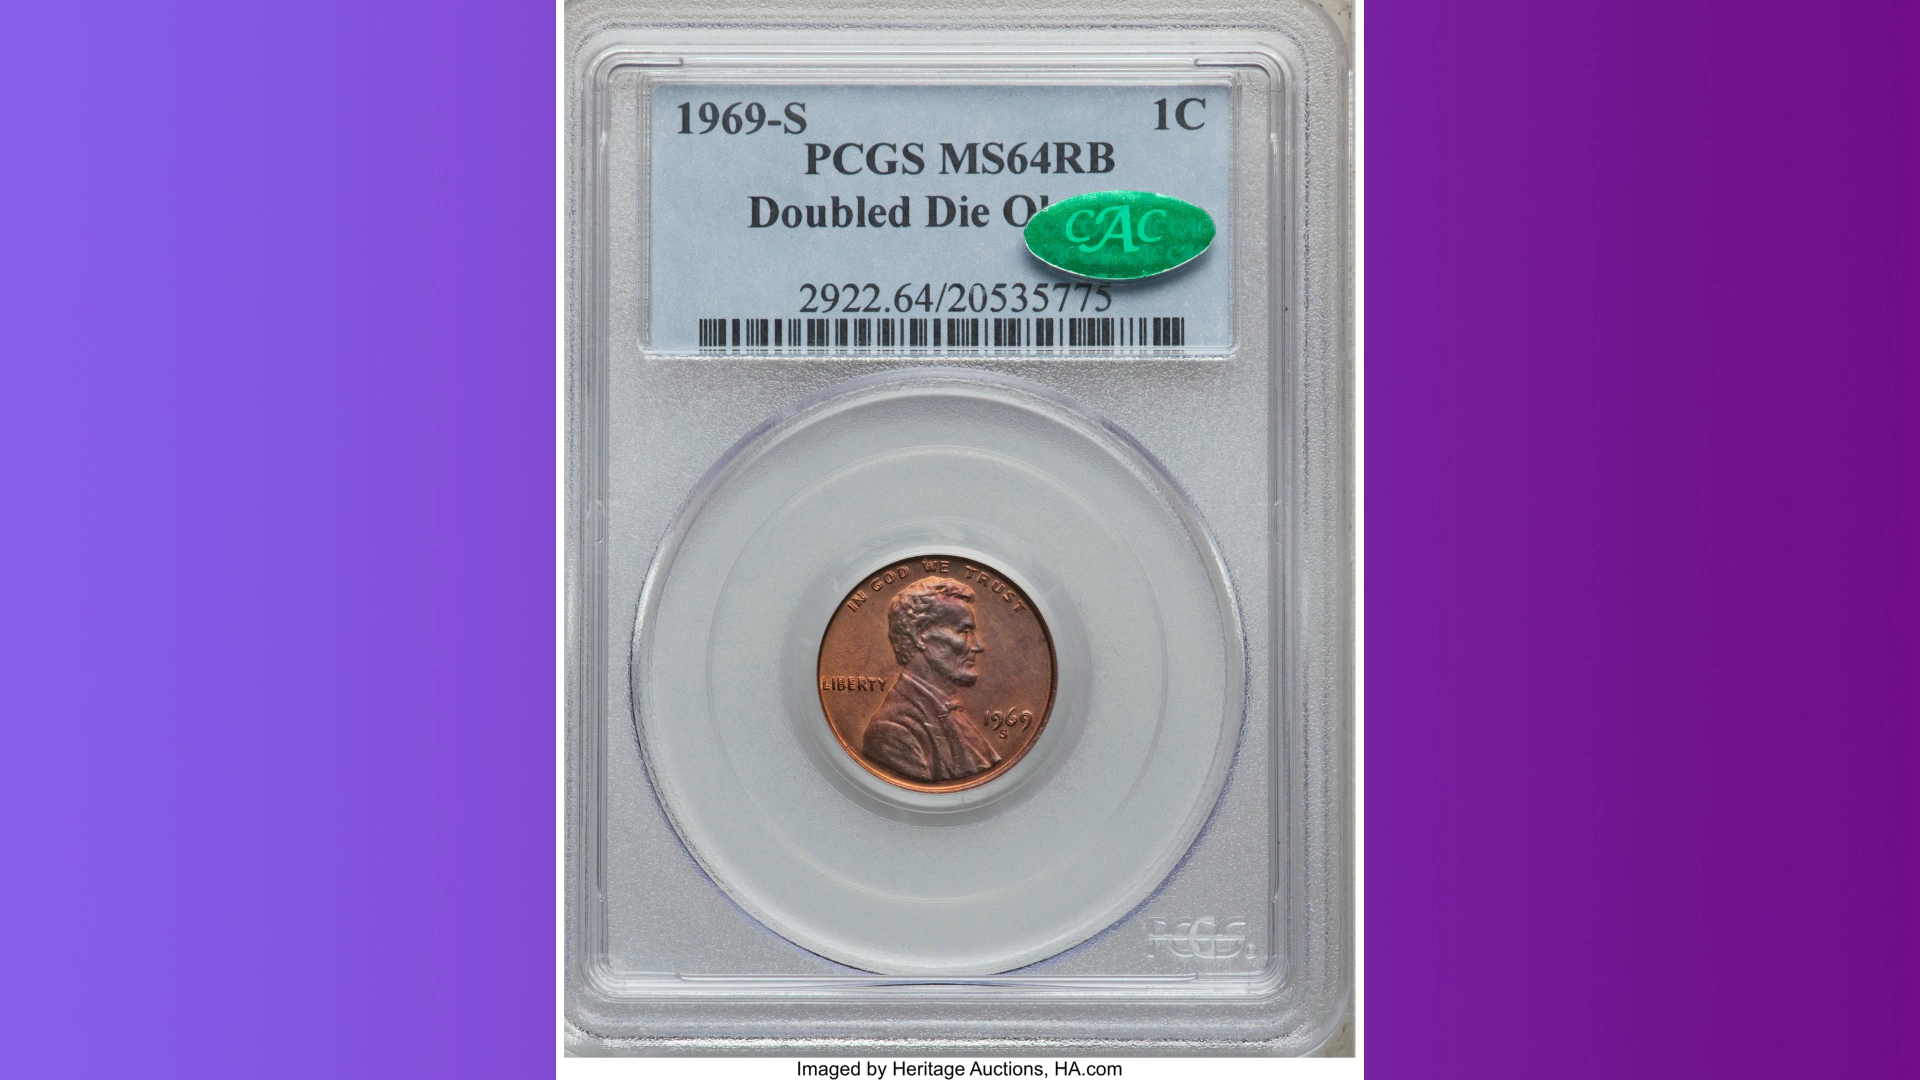 1969-S 1C
PCGS MS64RB
Doubled Die
CAC
2922.64/20535775
IN GOD WE TRUST
LIBERTY
1969
S
PCGS
Imaged by Heritage Auctions, HA.com